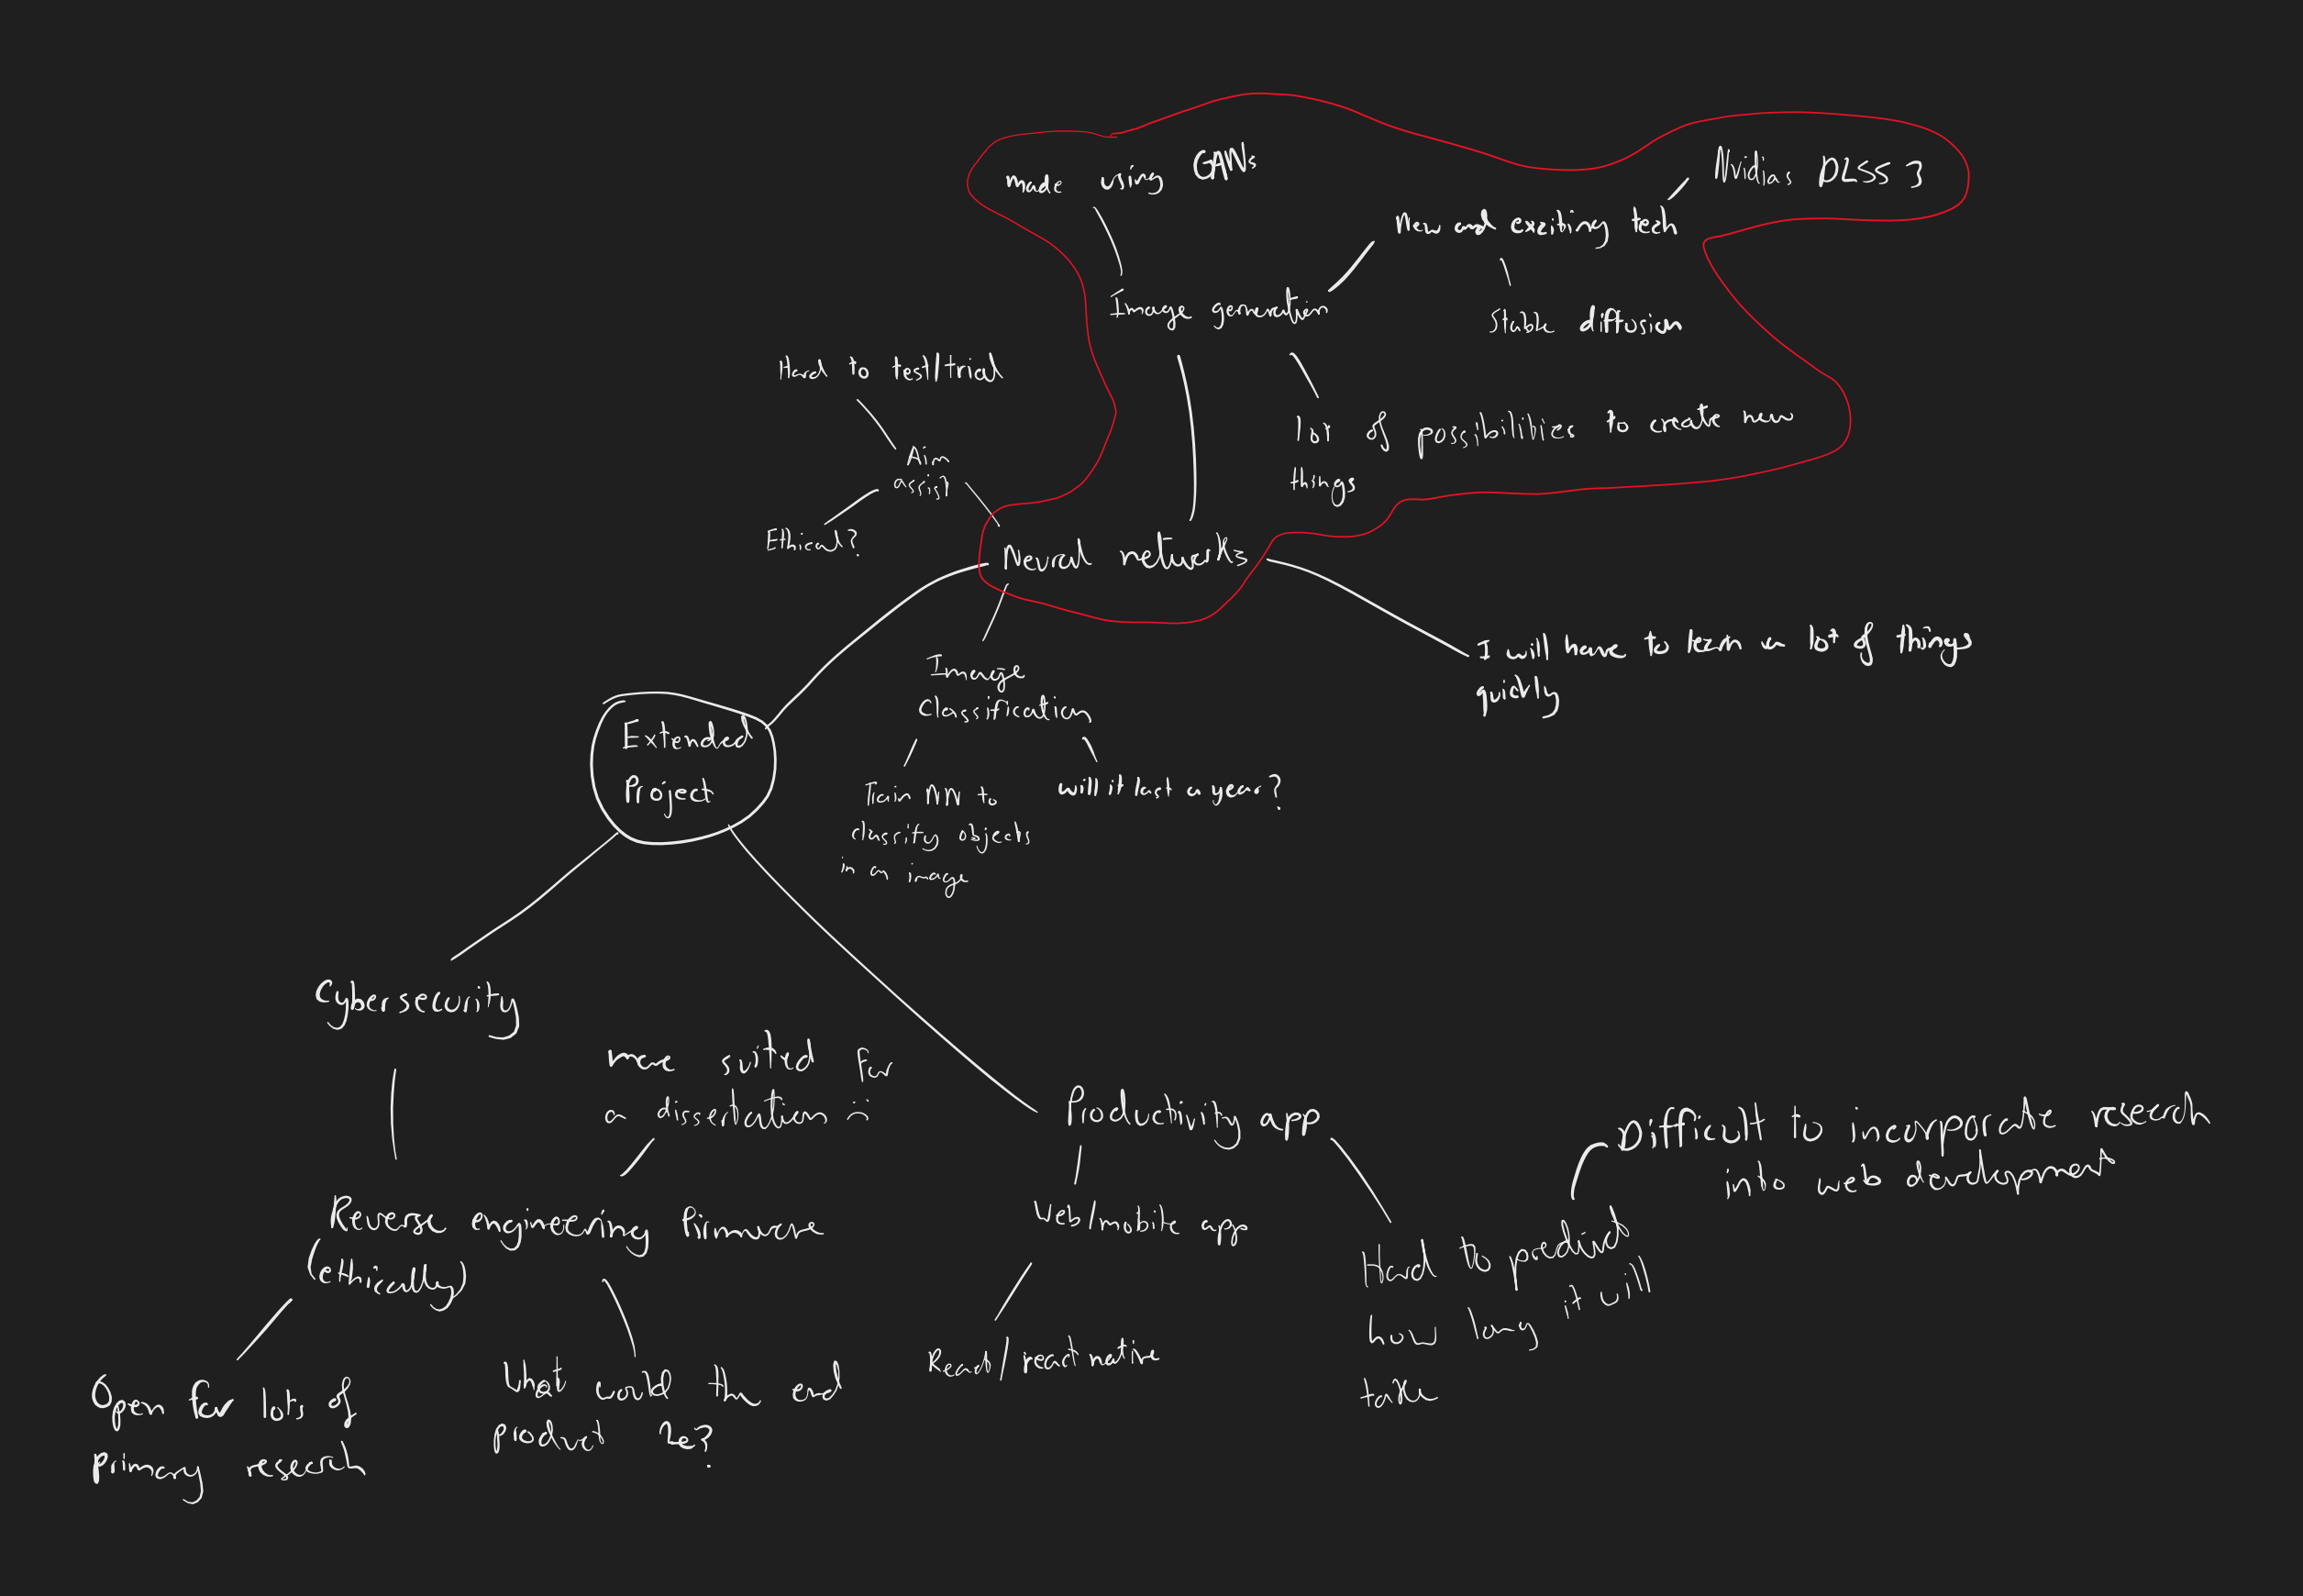 made using GANs
Nvidias DLSS 3
New and exciting tech
Image generation
Stable diffusion
Hard to test/trial
lot of possibilities to create new
things
Aim
assist
Ethical?
Neural networks
I will have to learn a lot of things
quickly
Image
Classification
Train NN to
classify objects
in an image
will it last a year?
Extended
Project
Cybersecurity
more suited for
a dissertation :(
Productivity app
Difficult to incorporate research
into web development
Reverse engineering firmware
(ethically)
Web/mobile app
Hard to predict
how long it will
take
React/react native
Open for lots of
primary research
What would the end
product be?